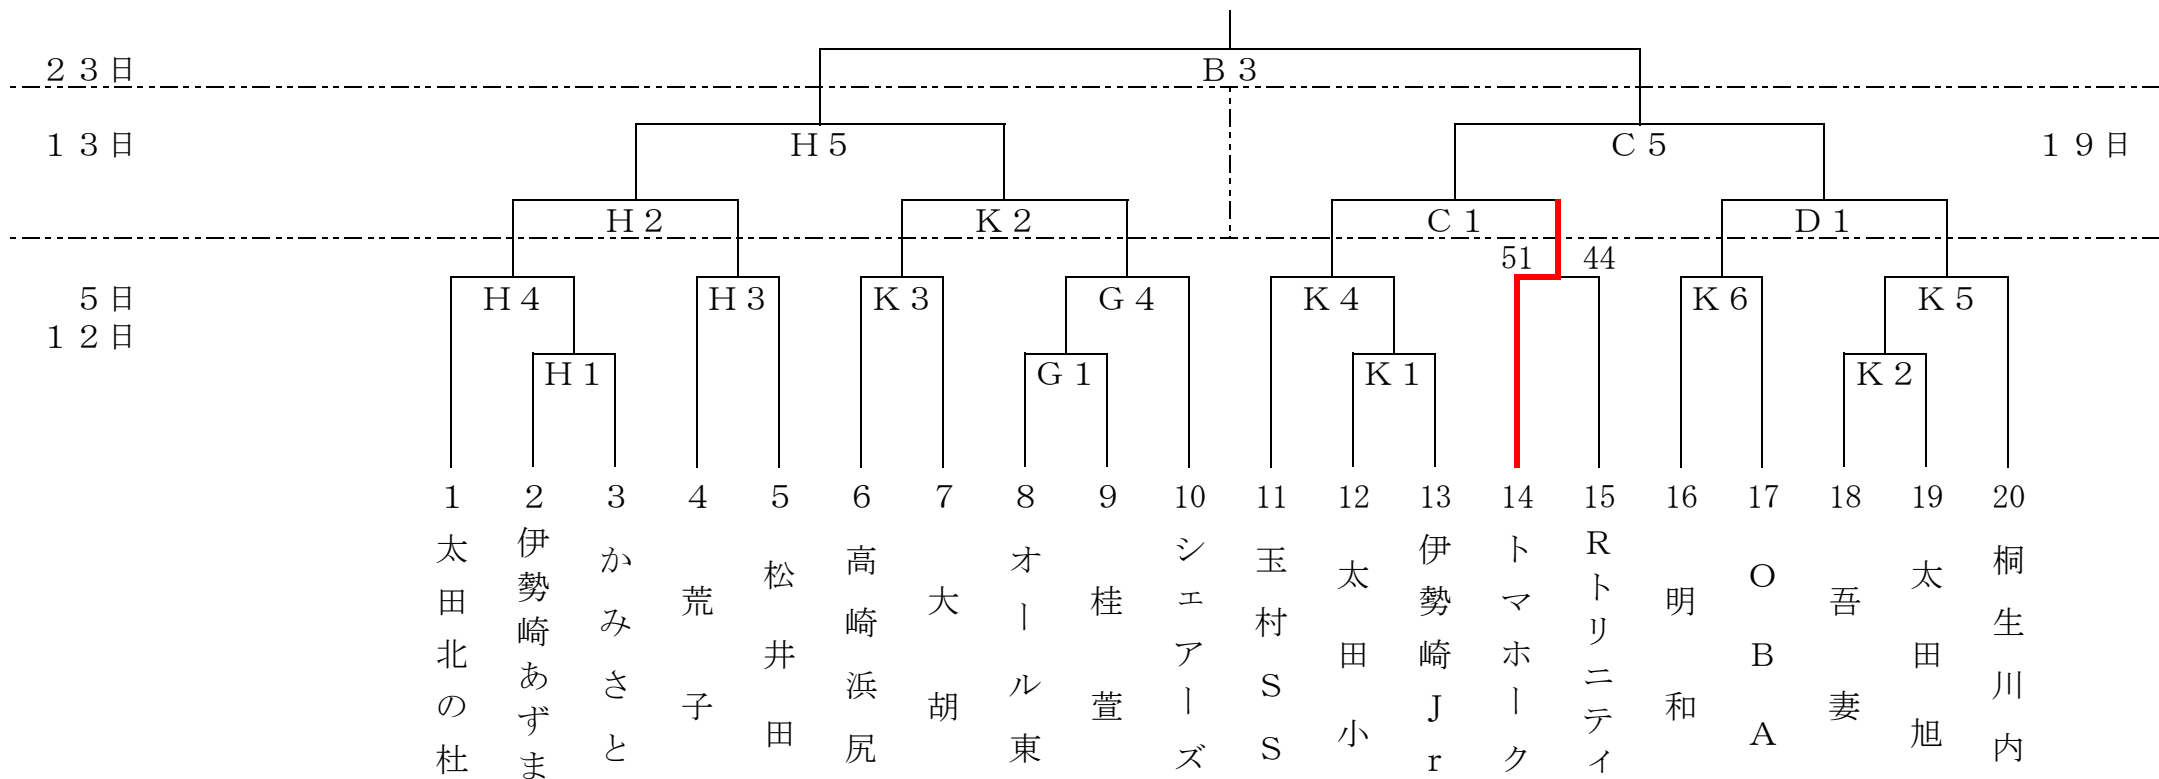 ２３日
Ｂ３
１３日
Ｈ５
Ｃ５
１９日
Ｈ２
Ｋ２
Ｃ１
Ｄ１
51
44
５日
Ｈ４
Ｈ３
Ｋ３
Ｇ４
Ｋ４
Ｋ６
Ｋ５
１２日
Ｈ１
Ｇ１
Ｋ１
Ｋ２
１ ２ ３ ４ ５ ６ ７ ８ ９ 10 11 12 13 14 15 16 17 18 19 20
太田北の杜
伊勢崎あずま
かみさと
荒子
松井田
高崎浜尻
大胡
オール東
桂萱
シェアーズ
玉村ＳＳ
太田小
伊勢崎Ｊｒ
トマホーク
Ｒトリニティ
明和
ＯＢＡ
吾妻
太田旭
桐生川内